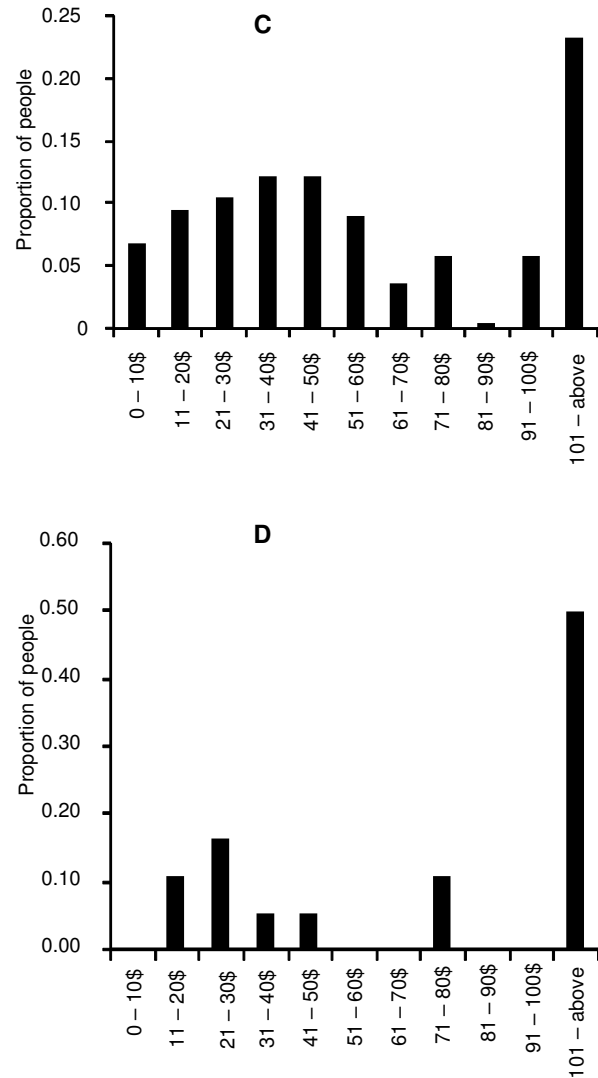 C
Proportion of people
0.25
0.20
0.15
0.10
0.05
0
0 – 10$
11 – 20$
21 – 30$
31 – 40$
41 – 50$
51 – 60$
61 – 70$
71 – 80$
81 – 90$
91 – 100$
101 – above
D
Proportion of people
0.60
0.50
0.40
0.30
0.20
0.10
0.00
0 – 10$
11 – 20$
21 – 30$
31 – 40$
41 – 50$
51 – 60$
61 – 70$
71 – 80$
81 – 90$
91 – 100$
101 – above